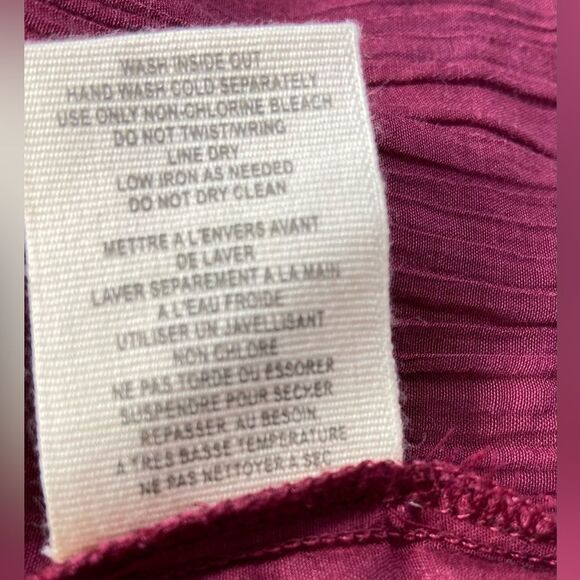 WASH INSIDE OUT
HAND WASH COLD SEPARATELY
USE ONLY NON-CHLORINE BLEACH
DO NOT TWIST/WRING
LINE DRY
LOW IRON AS NEEDED
DO NOT DRY CLEAN
METTRE A L'ENVERS AVANT
DE LAVER
LAVER SEPAREMENT A LA MAIN
A L'EAU FROIDE
UTILISER UN JAVELLISANT
NON CHLORE
NE PAS TORDE OU ESSORER
SUSPENDRE POUR SECKER
REPASSER AU BESOIN
A TRES BASSE TEMPERATURE
NE PAS NETTOYER A SEC